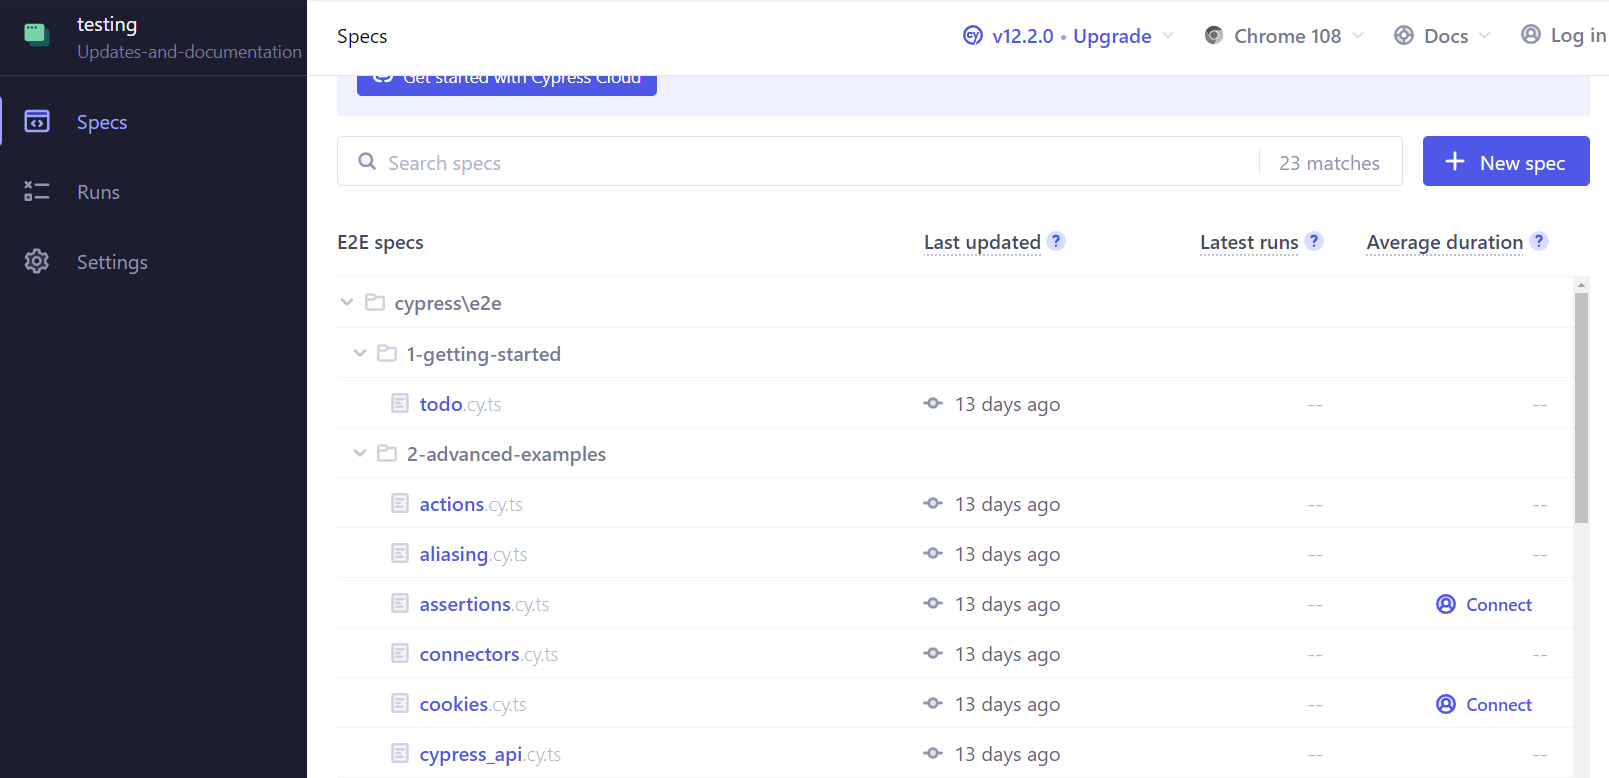 testing
Updates-and-documentation
Specs
Runs
Settings
Specs
v12.2.0 • Upgrade
Chrome 108
Docs
Log in
Get started with Cypress Cloud
Search specs
23 matches
+ New spec
E2E specs
Last updated ?
Latest runs ?
Average duration ?
cypress\e2e
1-getting-started
todo.cy.ts 13 days ago -- --
2-advanced-examples
actions.cy.ts 13 days ago -- --
aliasing.cy.ts 13 days ago -- --
assertions.cy.ts 13 days ago -- Connect
connectors.cy.ts 13 days ago -- --
cookies.cy.ts 13 days ago -- Connect
cypress_api.cy.ts 13 days ago -- --